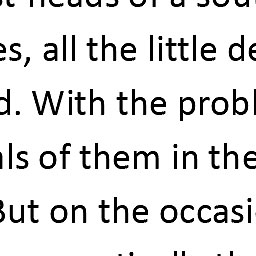 heads of a
es, all the little de
d. With the probl
als of them in the
But on the occasi